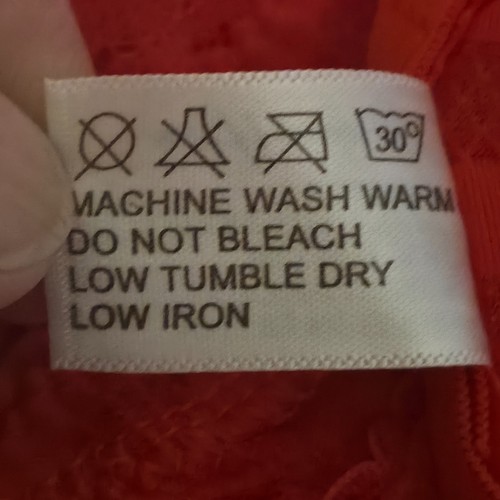 30°
MACHINE WASH WARM
DO NOT BLEACH
LOW TUMBLE DRY
LOW IRON